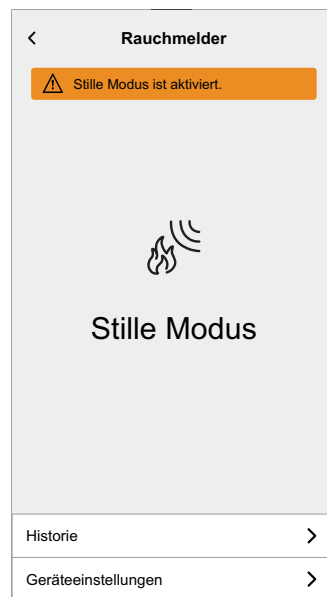 Rauchmelder
Stille Modus ist aktiviert.
Stille Modus
Historie
Geräteeinstellungen